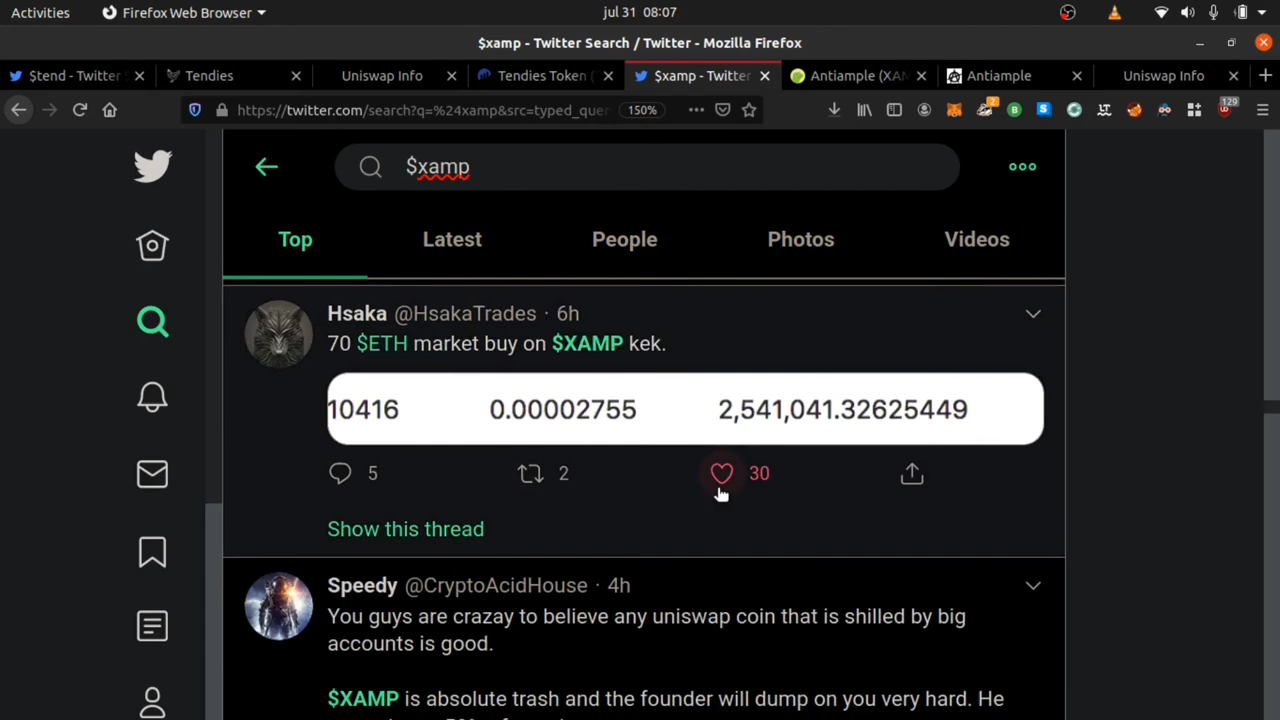 Activities
Firefox Web Browser
jul 31 08:07
$xamp - Twitter Search / Twitter - Mozilla Firefox
$tend - Twitter
Tendies
Uniswap Info
Tendies Token (
$xamp - Twitter
Antiample (XA
Antiample
Uniswap Info
https://twitter.com/search?q=%24xamp&src=typed_quer
150%
2
129
$xamp
Top
Latest
People
Photos
Videos
Hsaka @HsakaTrades · 6h
70 $ETH market buy on $XAMP kek.
10416 0.00002755 2,541,041.32625449
5
2
30
Show this thread
Speedy @CryptoAcidHouse · 4h
You guys are crazay to believe any uniswap coin that is shilled by big
accounts is good.
$XAMP is absolute trash and the founder will dump on you very hard. He